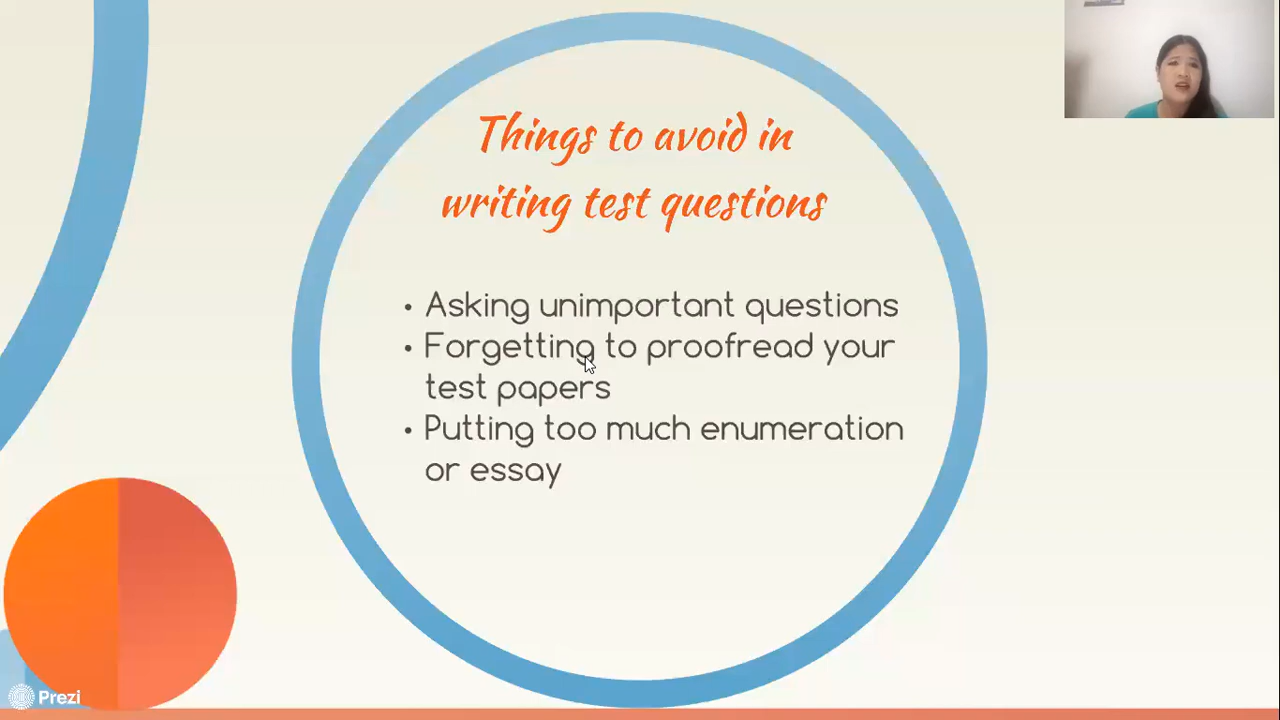 Things to avoid in
writing test questions
• Asking unimportant questions
• Forgetting to proofread your
test papers
• Putting too much enumeration
or essay
Prezi